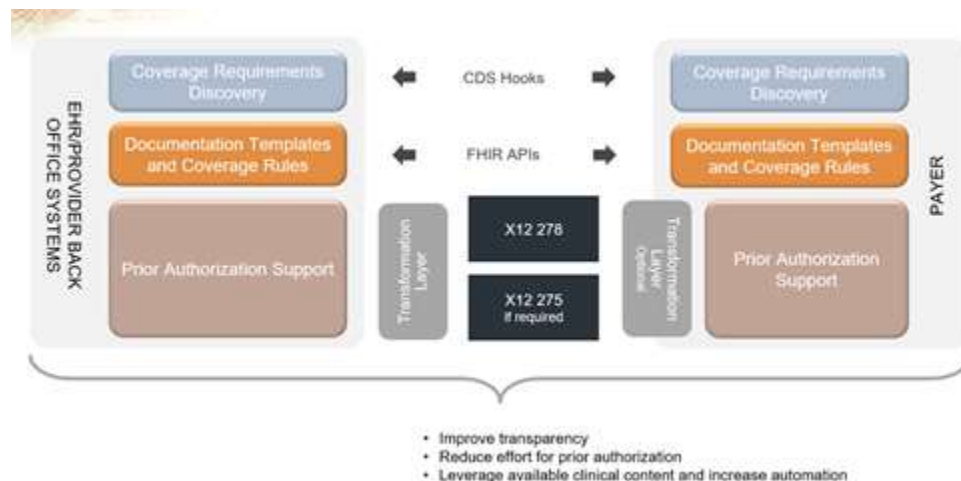 EHR/PROVIDER BACK
OFFICE SYSTEMS
Coverage Requirements
Discovery
CDS Hooks
Coverage Requirements
Discovery
Documentation Templates
and Coverage Rules
FHIR APIs
Documentation Templates
and Coverage Rules
Prior Authorization Support
Transformation
Layer
X12 278
X12 275
If required
Transformation
Layer
Optional
Prior Authorization
Support
PAYER
• Improve transparency
• Reduce effort for prior authorization
• Leverage available clinical content and increase automation